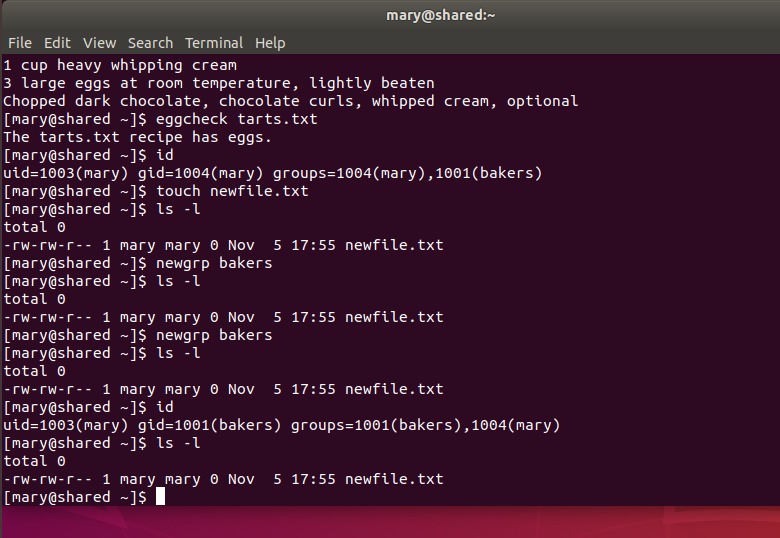 mary@shared:~
File Edit View Search Terminal Help
1 cup heavy whipping cream
3 large eggs at room temperature, lightly beaten
Chopped dark chocolate, chocolate curls, whipped cream, optional
[mary@shared ~]$ eggcheck tarts.txt
The tarts.txt recipe has eggs.
[mary@shared ~]$ id
uid=1003(mary) gid=1004(mary) groups=1004(mary),1001(bakers)
[mary@shared ~]$ touch newfile.txt
[mary@shared ~]$ ls -l
total 0
-rw-rw-r-- 1 mary mary 0 Nov  5 17:55 newfile.txt
[mary@shared ~]$ newgrp bakers
[mary@shared ~]$ ls -l
total 0
-rw-rw-r-- 1 mary mary 0 Nov  5 17:55 newfile.txt
[mary@shared ~]$ newgrp bakers
[mary@shared ~]$ ls -l
total 0
-rw-rw-r-- 1 mary mary 0 Nov  5 17:55 newfile.txt
[mary@shared ~]$ id
uid=1003(mary) gid=1001(bakers) groups=1001(bakers),1004(mary)
[mary@shared ~]$ ls -l
total 0
-rw-rw-r-- 1 mary mary 0 Nov  5 17:55 newfile.txt
[mary@shared ~]$